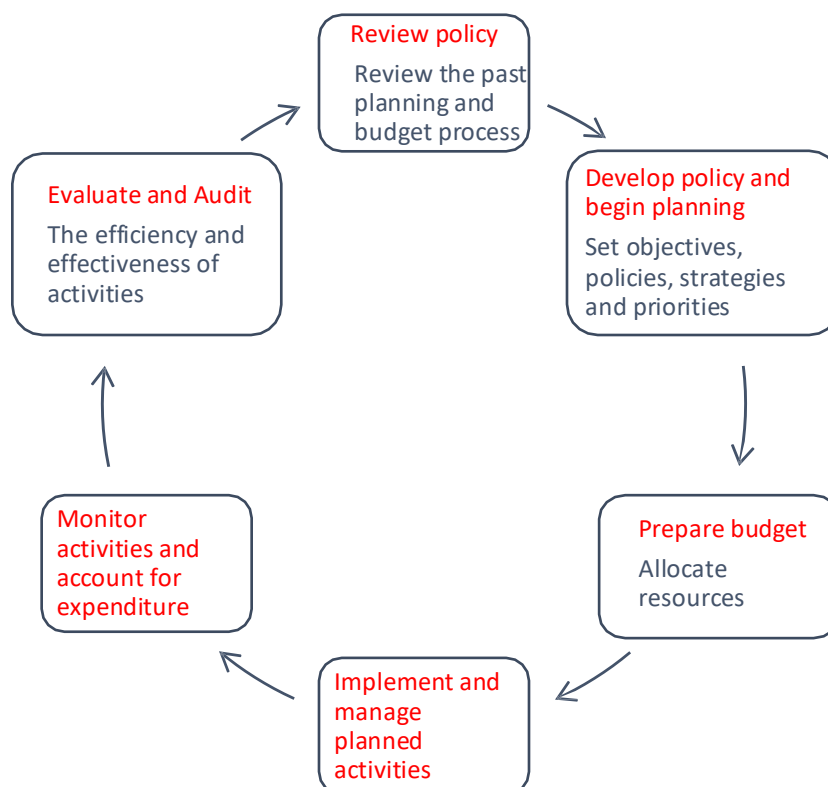 Review policy
Review the past
planning and
budget process
Develop policy and
begin planning
Set objectives,
policies, strategies
and priorities
Prepare budget
Allocate
resources
Implement and
manage
planned
activities
Monitor
activities and
account for
expenditure
Evaluate and Audit
The efficiency and
effectiveness of
activities